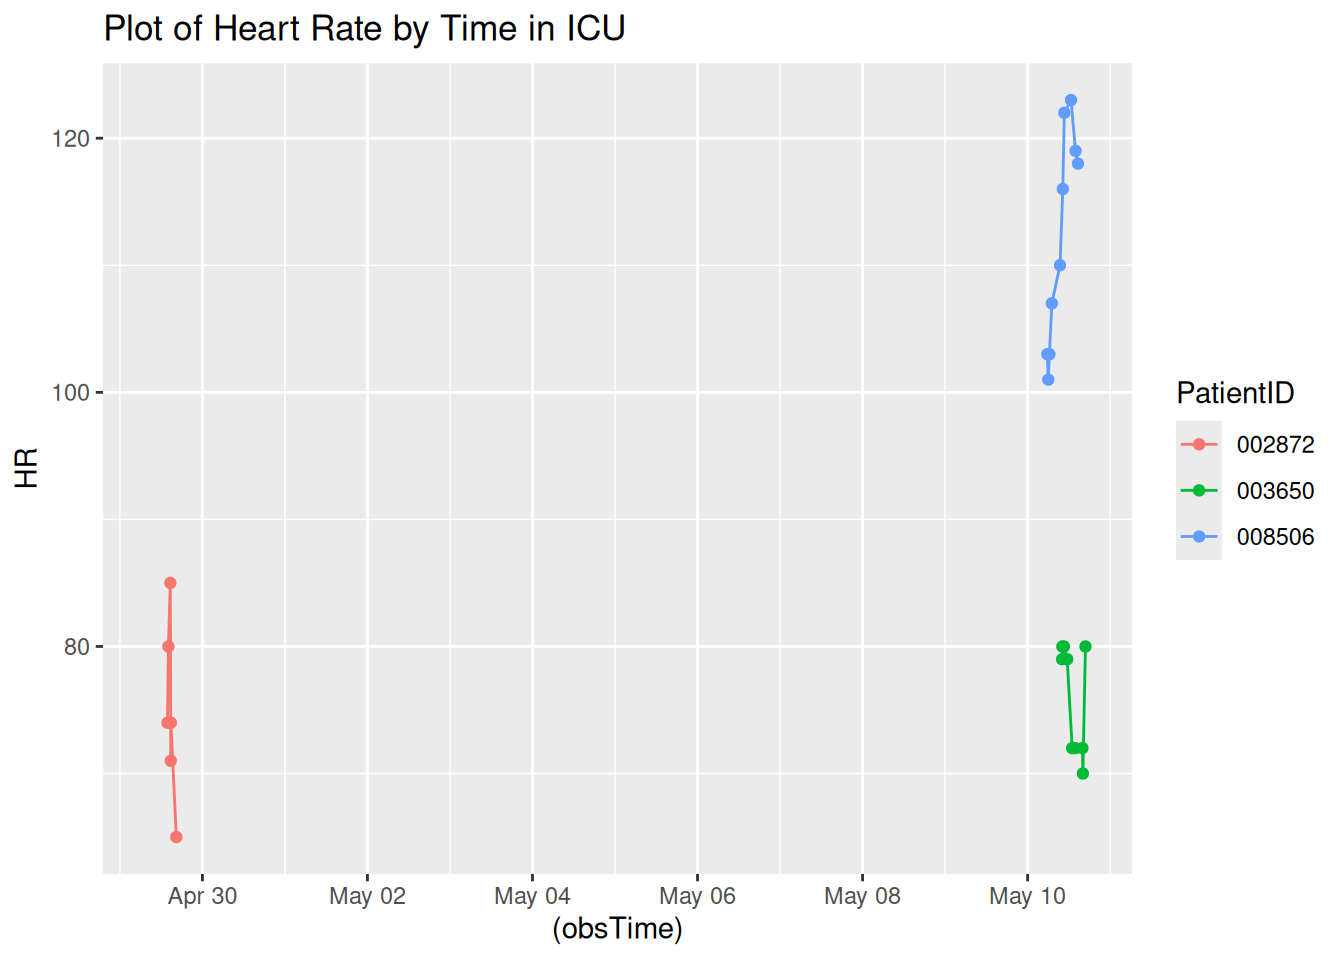 Plot of Heart Rate by Time in ICU
120
100
80
HR
Apr 30 May 02 May 04 May 06 May 08 May 10
(obsTime)
PatientID
002872
003650
008506